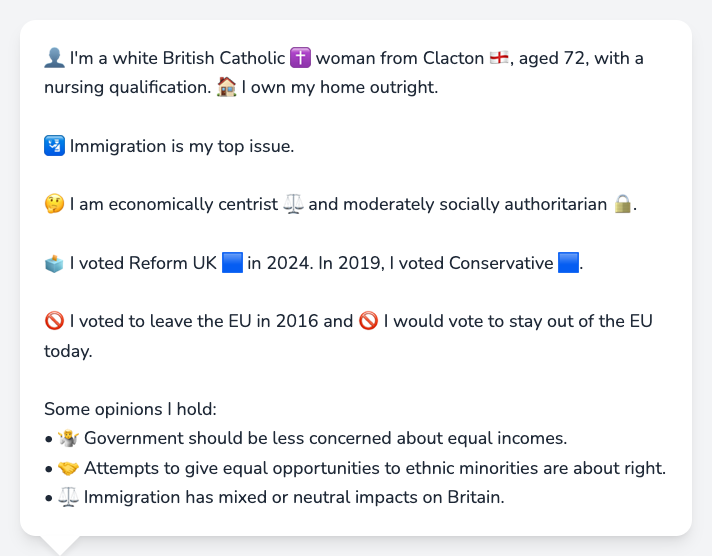 👤 I'm a white British Catholic ✝️ woman from Clacton 🏴󠁧󠁢󠁥󠁮󠁧󠁿, aged 72, with a
nursing qualification. 🏠 I own my home outright.
🛂 Immigration is my top issue.
🤔 I am economically centrist ⚖️ and moderately socially authoritarian 🔒.
🗳️ I voted Reform UK 🟦 in 2024. In 2019, I voted Conservative 🟦.
🚫 I voted to leave the EU in 2016 and 🚫 I would vote to stay out of the EU
today.
Some opinions I hold:
• 🤷 Government should be less concerned about equal incomes.
• 🤝 Attempts to give equal opportunities to ethnic minorities are about right.
• ⚖️ Immigration has mixed or neutral impacts on Britain.